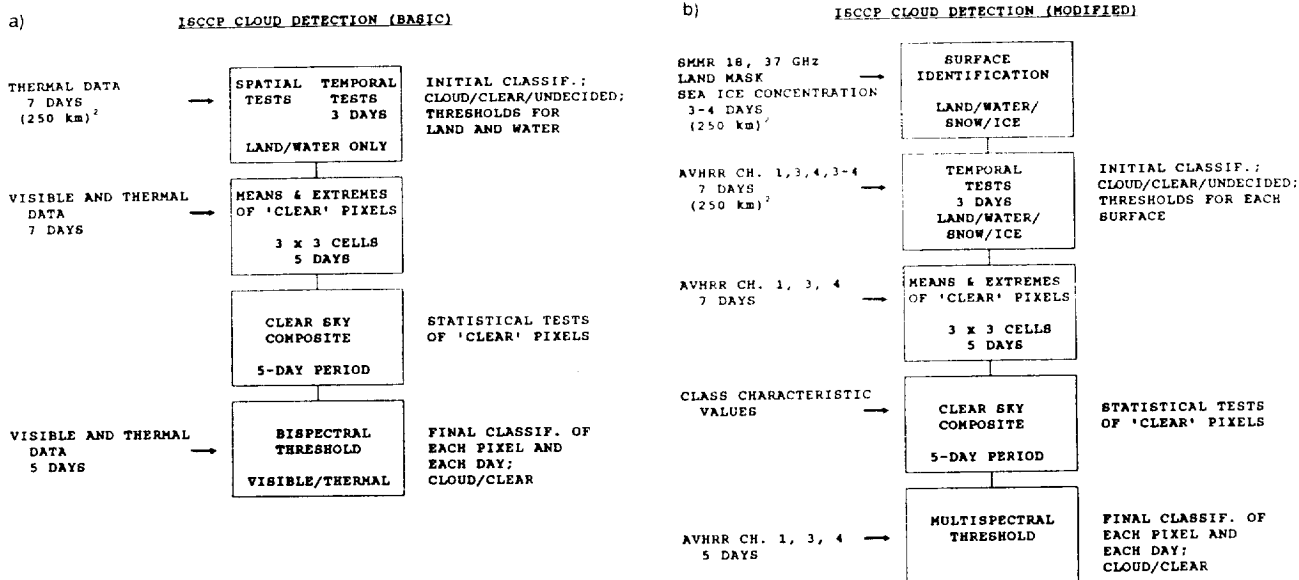 a)
ISCCP CLOUD DETECTION (BASIC)
THERMAL DATA
7 DAYS
(250 km)²
SPATIAL TEMPORAL
TESTS TESTS
3 DAYS
LAND/WATER ONLY
INITIAL CLASSIF.;
CLOUD/CLEAR/UNDECIDED;
THRESHOLDS FOR
LAND AND WATER
VISIBLE AND THERMAL
DATA
7 DAYS
MEANS & EXTREMES
OF 'CLEAR' PIXELS
3 x 3 CELLS
5 DAYS
CLEAR SKY
COMPOSITE
5-DAY PERIOD
STATISTICAL TESTS
OF 'CLEAR' PIXELS
VISIBLE AND THERMAL
DATA
5 DAYS
BISPECTRAL
THRESHOLD
VISIBLE/THERMAL
FINAL CLASSIF. OF
EACH PIXEL AND
EACH DAY;
CLOUD/CLEAR
b)
ISCCP CLOUD DETECTION (MODIFIED)
SMMR 18, 37 GHz
LAND MASK
SEA ICE CONCENTRATION
3-4 DAYS
(250 km)²
SURFACE
IDENTIFICATION
LAND/WATER/
SNOW/ICE
AVHRR CH. 1,3,4,3-4
7 DAYS
(250 km)²
TEMPORAL
TESTS
3 DAYS
LAND/WATER/
SNOW/ICE
INITIAL CLASSIF.;
CLOUD/CLEAR/UNDECIDED;
THRESHOLDS FOR EACH
SURFACE
AVHRR CH. 1, 3, 4
7 DAYS
MEANS & EXTREMES
OF 'CLEAR' PIXELS
3 x 3 CELLS
5 DAYS
CLASS CHARACTERISTIC
VALUES
CLEAR SKY
COMPOSITE
5-DAY PERIOD
STATISTICAL TESTS
OF 'CLEAR' PIXELS
AVHRR CH. 1, 3, 4
5 DAYS
MULTISPECTRAL
THRESHOLD
FINAL CLASSIF. OF
EACH PIXEL AND
EACH DAY;
CLOUD/CLEAR